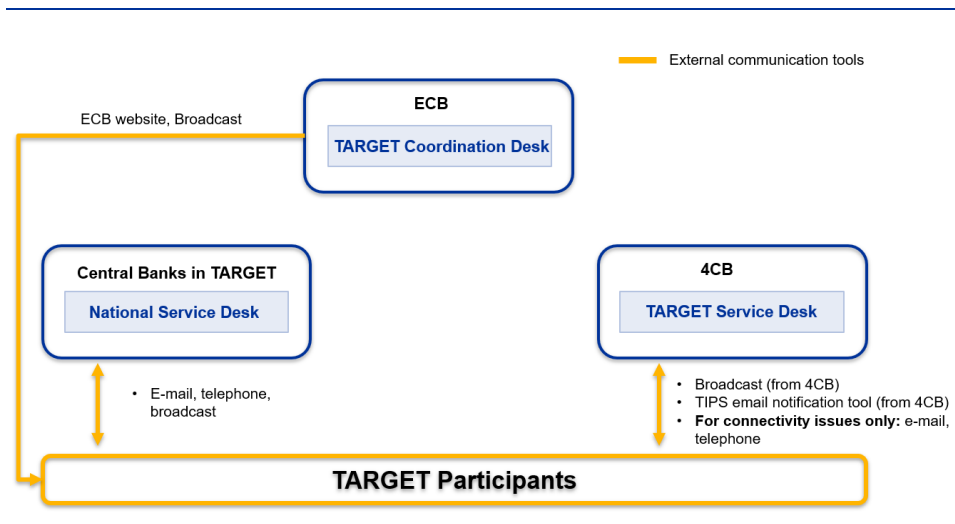 External communication tools
ECB
ECB website, Broadcast
TARGET Coordination Desk
Central Banks in TARGET
National Service Desk
4CB
TARGET Service Desk
• E-mail, telephone,
broadcast
• Broadcast (from 4CB)
• TIPS email notification tool (from 4CB)
• For connectivity issues only: e-mail,
telephone
TARGET Participants